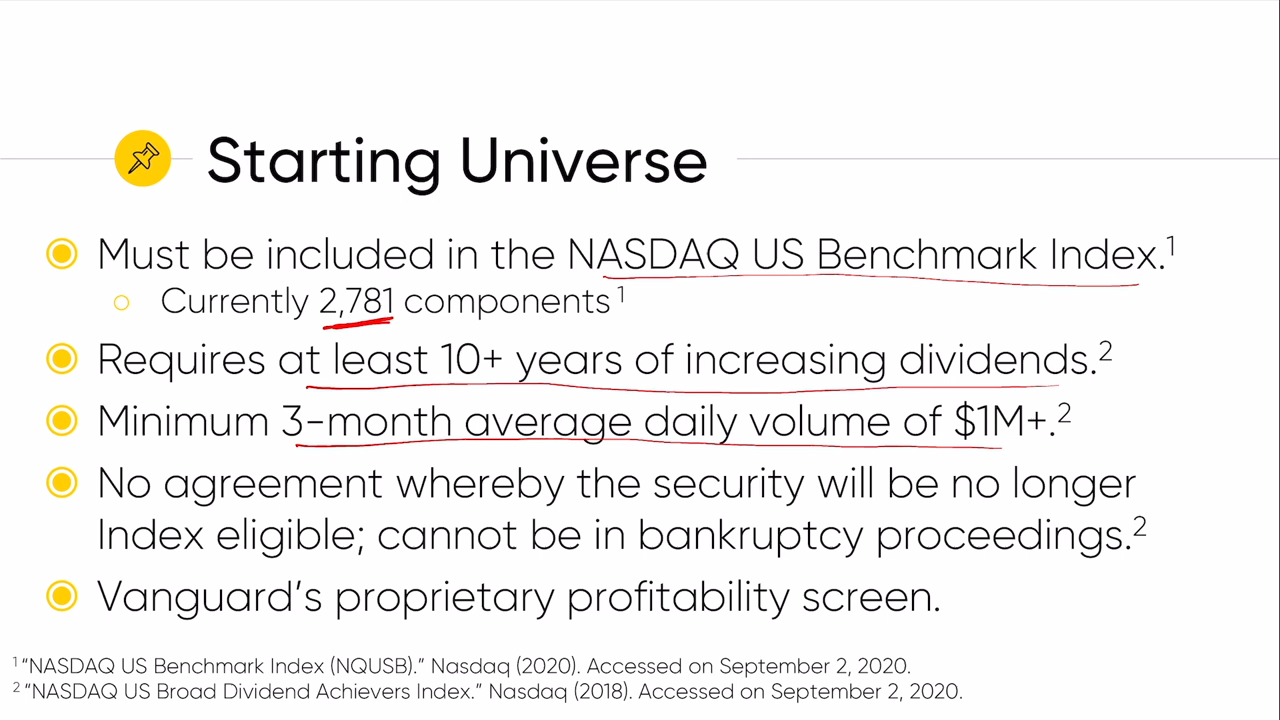 Starting Universe
Must be included in the NASDAQ US Benchmark Index.¹
Currently 2,781 components¹
Requires at least 10+ years of increasing dividends.²
Minimum 3-month average daily volume of $1M+.²
No agreement whereby the security will be no longer
Index eligible; cannot be in bankruptcy proceedings.²
Vanguard's proprietary profitability screen.
¹ "NASDAQ US Benchmark Index (NQUSB)." Nasdaq (2020). Accessed on September 2, 2020.
² "NASDAQ US Broad Dividend Achievers Index." Nasdaq (2018). Accessed on September 2, 2020.